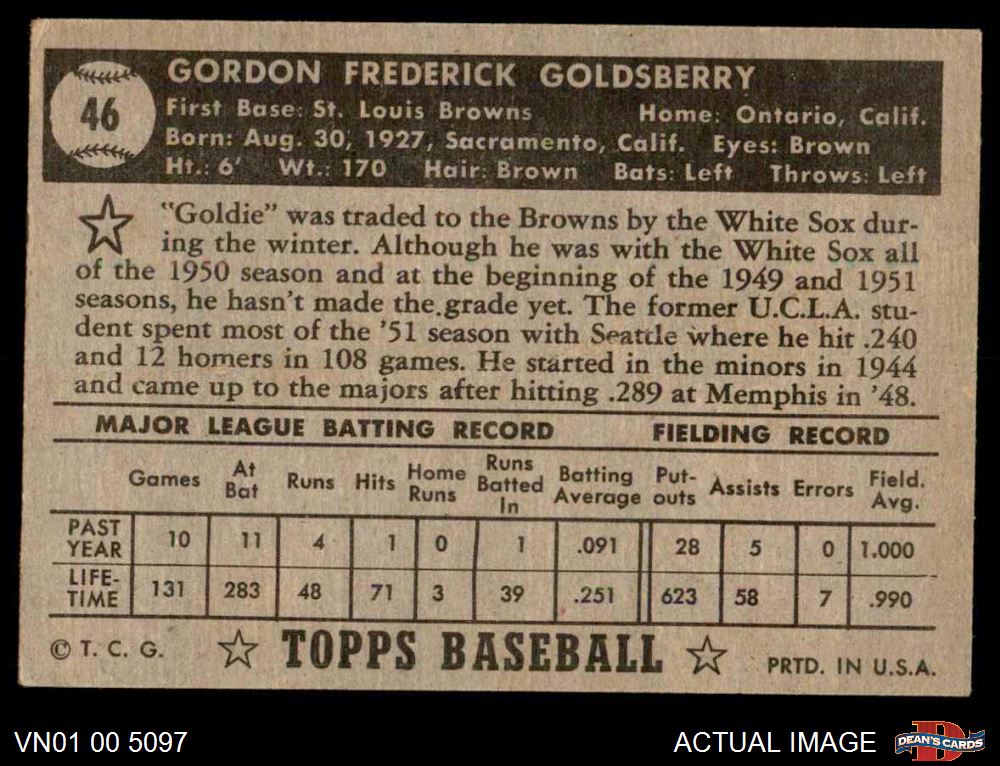 46
GORDON FREDERICK GOLDSBERRY
First Base: St. Louis Browns Home: Ontario, Calif.
Born: Aug. 30, 1927, Sacramento, Calif. Eyes: Brown
Ht.: 6' Wt.: 170 Hair: Brown Bats: Left Throws: Left
"Goldie" was traded to the Browns by the White Sox dur-
ing the winter. Although he was with the White Sox all
of the 1950 season and at the beginning of the 1949 and 1951
seasons, he hasn't made the grade yet. The former U.C.L.A. stu-
dent spent most of the '51 season with Seattle where he hit .240
and 12 homers in 108 games. He started in the minors in 1944
and came up to the majors after hitting .289 at Memphis in '48.
MAJOR LEAGUE BATTING RECORD FIELDING RECORD
Games At Bat Runs Hits Home Runs Runs Batted In Batting Average Put-outs Assists Errors Field. Avg.
PAST YEAR 10 11 4 1 0 1 .091 28 5 0 1.000
LIFE-TIME 131 283 48 71 3 39 .251 623 58 7 .990
© T. C. G. TOPPS BASEBALL PRTD. IN U.S.A.
VN01 00 5097 ACTUAL IMAGE DEAN'S CARDS